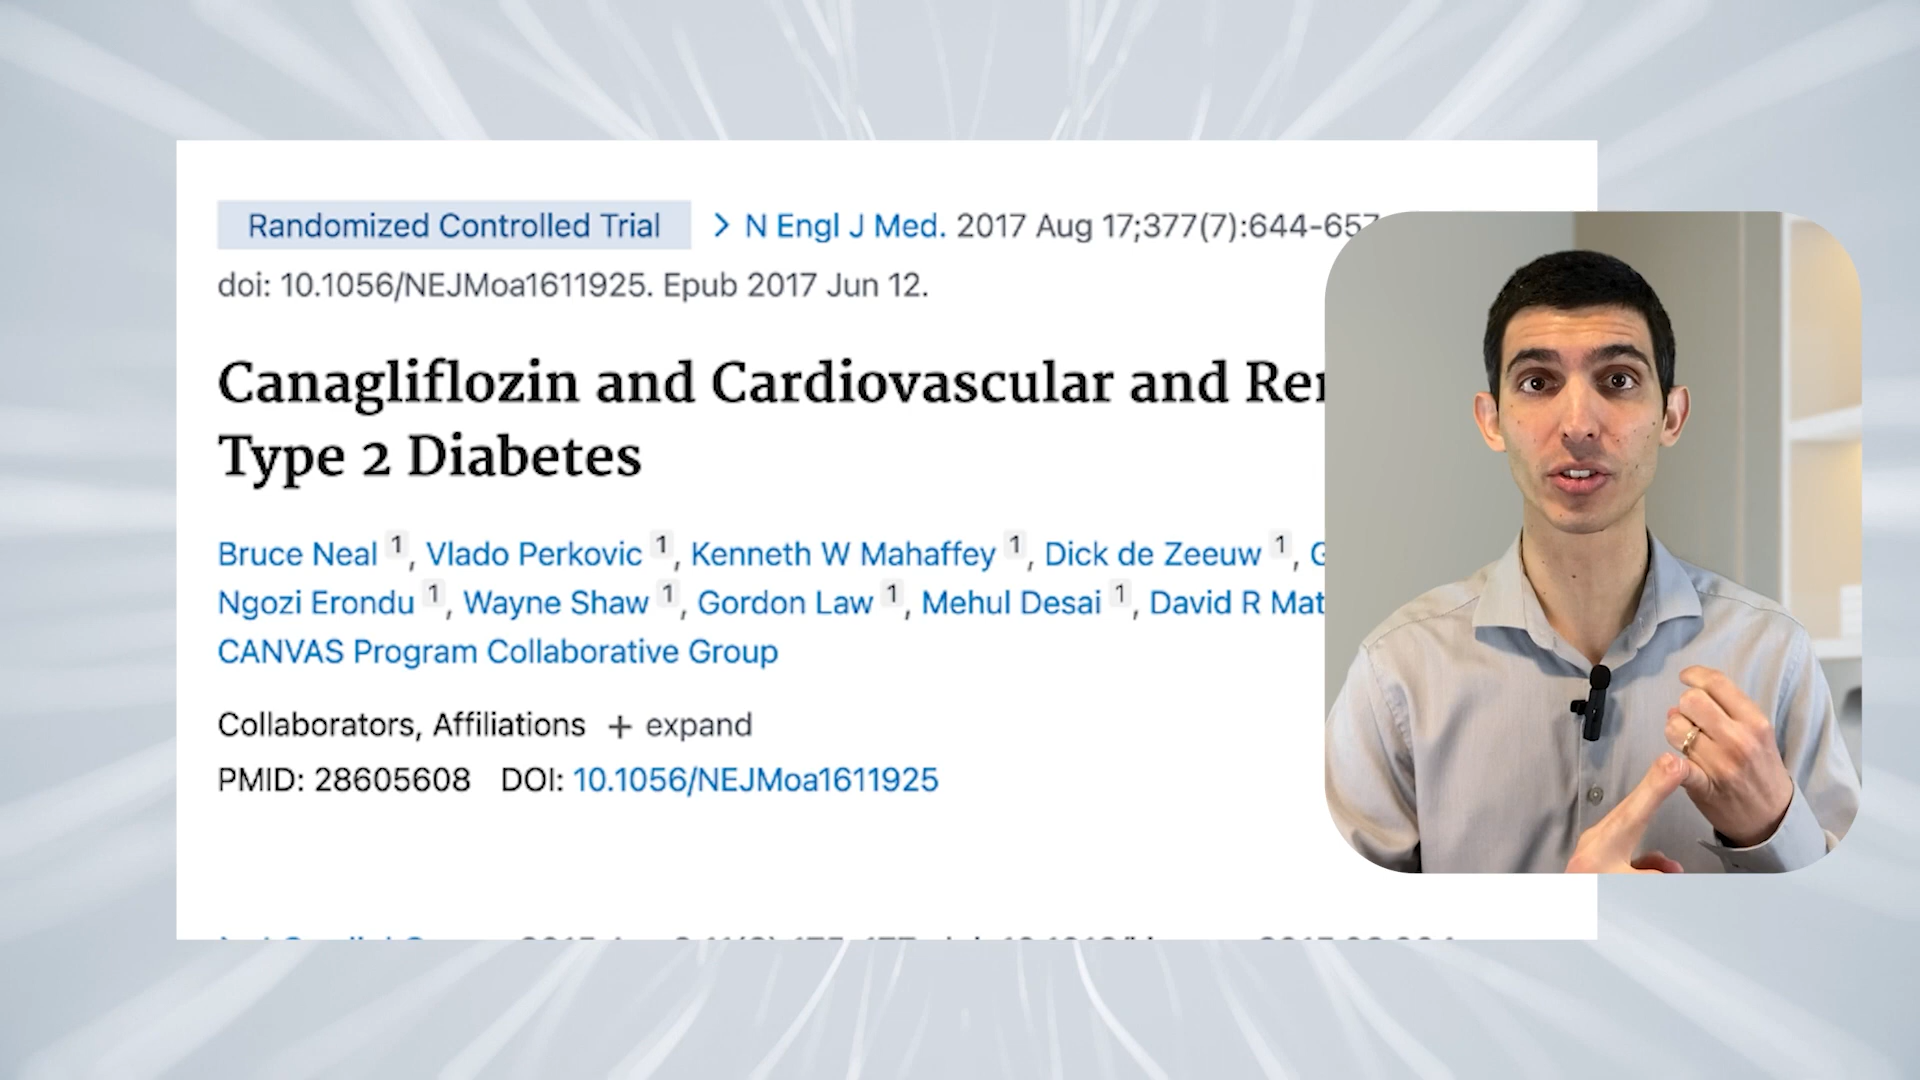 Randomized Controlled Trial > N Engl J Med. 2017 Aug 17;377(7):644-657
doi: 10.1056/NEJMoa1611925. Epub 2017 Jun 12.
Canagliflozin and Cardiovascular and Ren
Type 2 Diabetes
Bruce Neal 1, Vlado Perkovic 1, Kenneth W Mahaffey 1, Dick de Zeeuw 1, G
Ngozi Erondu 1, Wayne Shaw 1, Gordon Law 1, Mehul Desai 1, David R Mat
CANVAS Program Collaborative Group
Collaborators, Affiliations + expand
PMID: 28605608 DOI: 10.1056/NEJMoa1611925